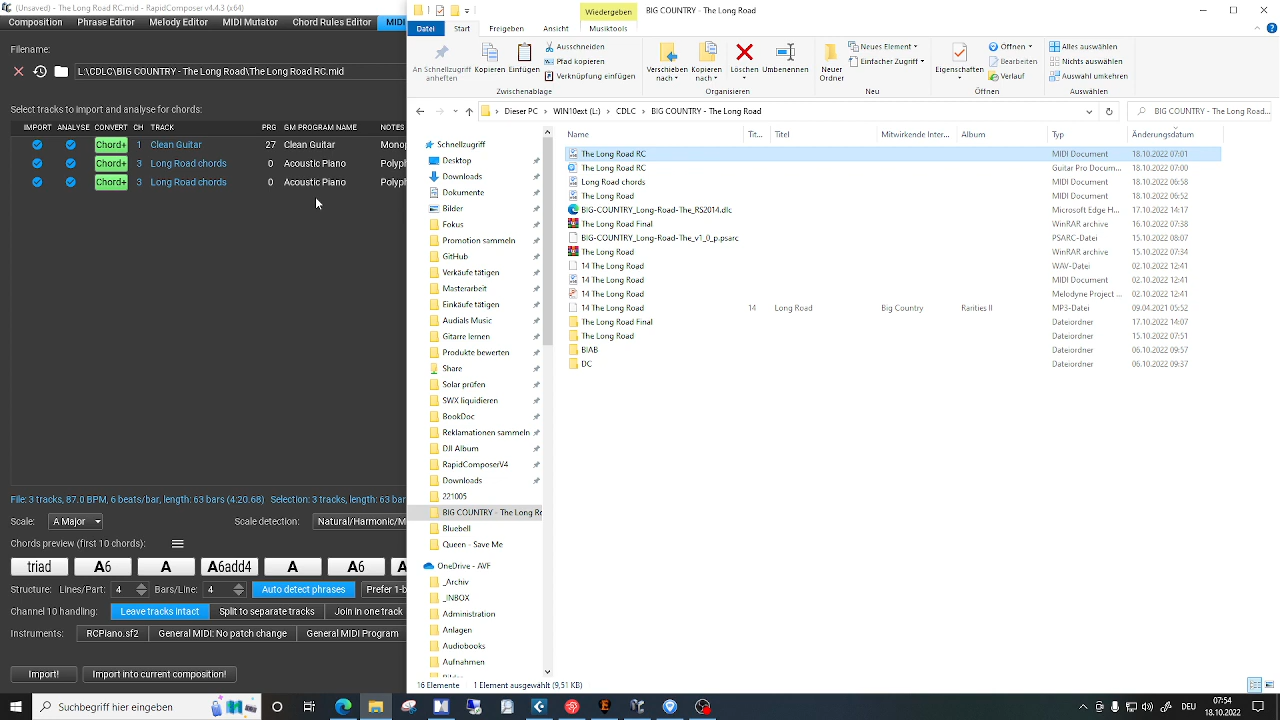 (Unsaved) - The Long Road RC.mid - RapidComposer v4.4.3 (x64)
Composition Phrase Editor MIDI Mutator Chord Rules Editor Melody Editor MIDI
Filename:
L:\CDLC\BIG COUNTRY - The Long Road\The Long Road RC.mid
Select tracks to import and analyse for chords:
IMPORT ANALYSE CONVERT CH TRACK PRG GM PROGRAM NAME NOTES
Chord+ 1 Clean Guitar 27 Clean Guitar Monop
Chord+ 3 Long Road chords 0 Acoustic Piano Polyph
Chord+ 3 Long Road chords 0 Acoustic Piano Polyph
File: 3 tracks, 87.0 BPM, 6 beats/bar, length: 63 bars (4:20.68) Selection: 3 tracks, length: 63 bar
Scale: A Major Scale detection: Natural/Harmonic/M
Chords preview (first 10 chords):
triad A6 A A6add4 A A6 A
Stucture: Lines/Part: 4 Bars/Line: 4 Auto detect phrases Prefer 1-b
Channel 10 handling: Leave tracks intact Split to separate tracks Join in one track
Instruments: RCPiano.sf2 General MIDI: No patch change General MIDI Program
Import! Import into current composition!
Wiedergeben BIG COUNTRY - The Long Road
Datei Start Freigeben Ansicht Musiktools
An Schnellzugriff anheften
Kopieren
Einfügen
Ausschneiden
Pfad kopieren
Verknüpfung einfügen
Zwischenablage
Verschieben nach
Kopieren nach
Löschen
Umbenennen
Organisieren
Neuer Ordner
Neues Element
Einfacher Zugriff
Neu
Eigenschaften
Öffnen
Bearbeiten
Verlauf
Öffnen
Alles auswählen
Nichts auswählen
Auswahl umkehren
Auswählen
Dieser PC WIN10ext (L:) CDLC BIG COUNTRY - The Long Road BIG COUNTRY - The Long Road...
Schnellzugriff
Desktop
Downloads
Dokumente
Bilder
Fokus
Promotion sammeln
GitHub
Verkäufe tätigen
Masterarbeit
Einkäufe tätigen
Audials Music
Gitarre lernen
Produkte bewerten
Share
Solar prüfen
SWX liquidieren
BookDoc
Reklamationen sammeln
DJI Album
RapidComposerV4
Downloads
221005
BIG COUNTRY - The Long Ro
Bluebell
Queen - Save Me
OneDrive - AVF
_Archiv
_INBOX
Administration
Anlagen
Audiobooks
Aufnahmen
Name Tit... Titel Mitwirkende Inter... Album Typ Änderungsdatum
The Long Road RC MIDI Document 18.10.2022 07:01
The Long Road RC Guitar Pro Docum... 18.10.2022 07:00
Long Road chords MIDI Document 18.10.2022 06:58
The Long Road MIDI Document 18.10.2022 06:52
BIG-COUNTRY_Long-Road-The_RS2014.dlc Microsoft Edge H... 17.10.2022 14:17
The Long Road Final WinRAR archive 16.10.2022 07:38
BIG-COUNTRY_Long-Road-The_v1_0_p.psarc PSARC-Datei 15.10.2022 08:07
The Long Road WinRAR archive 15.10.2022 07:34
14 The Long Road WAV-Datei 02.10.2022 12:41
14 The Long Road MIDI Document 02.10.2022 12:41
14 The Long Road Melodyne Project ... 02.10.2022 12:41
14 The Long Road 14 Long Road Big Country Rarities II MP3-Datei 09.04.2021 05:52
The Long Road Final Dateiordner 17.10.2022 14:07
The Long Road Dateiordner 15.10.2022 07:51
BIAB Dateiordner 06.10.2022 09:57
DC Dateiordner 06.10.2022 09:37
16 Elemente 1 Element ausgewählt (9,51 KB)
Suchbegriff hier eingeben
DEU
07:54
18.10.2022